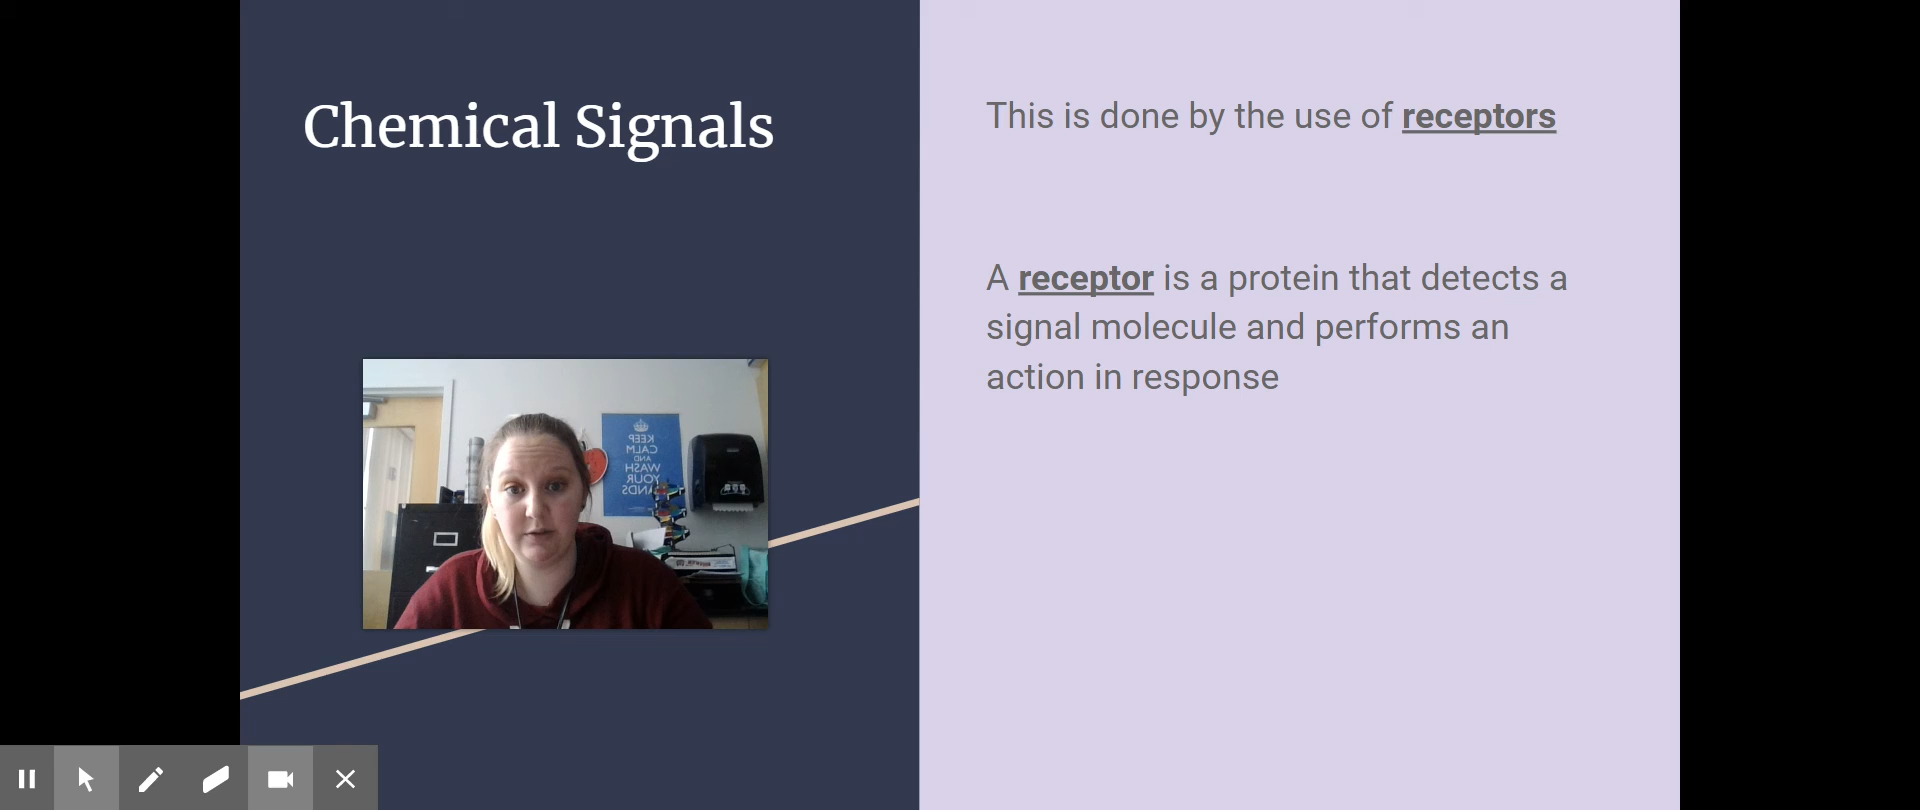 Chemical Signals
This is done by the use of receptors
A receptor is a protein that detects a
signal molecule and performs an
action in response
KEEP
CALM
AND
WASH
YOUR